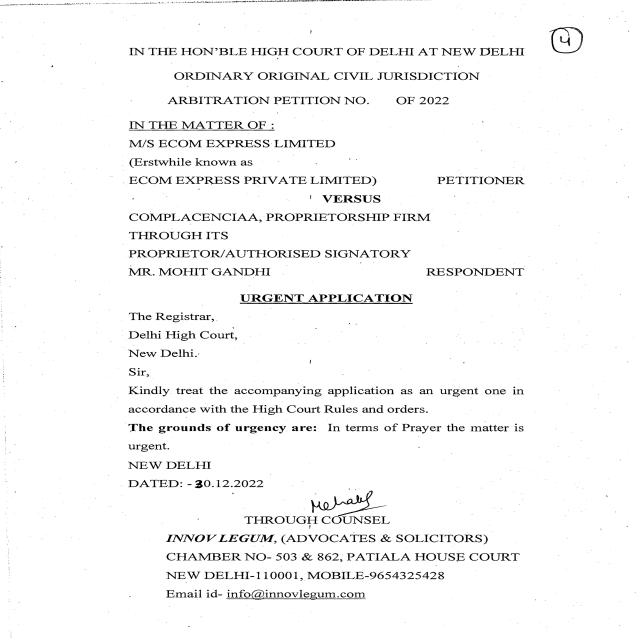 4
IN THE HON'BLE HIGH COURT OF DELHI AT NEW DELHI
ORDINARY ORIGINAL CIVIL JURISDICTION
ARBITRATION PETITION NO. OF 2022
IN THE MATTER OF :
M/S ECOM EXPRESS LIMITED
(Erstwhile known as
ECOM EXPRESS PRIVATE LIMITED) PETITIONER
VERSUS
COMPLACENCIAA, PROPRIETORSHIP FIRM
THROUGH ITS
PROPRIETOR/AUTHORISED SIGNATORY
MR. MOHIT GANDHI RESPONDENT
URGENT APPLICATION
The Registrar,
Delhi High Court,
New Delhi.
Sir,
Kindly treat the accompanying application as an urgent one in
accordance with the High Court Rules and orders.
The grounds of urgency are: In terms of Prayer the matter is
urgent.
NEW DELHI
DATED: -30.12.2022
THROUGH COUNSEL
INNOV LEGUM, (ADVOCATES & SOLICITORS)
CHAMBER NO- 503 & 862, PATIALA HOUSE COURT
NEW DELHI-110001, MOBILE-9654325428
Email id- info@innovlegum.com